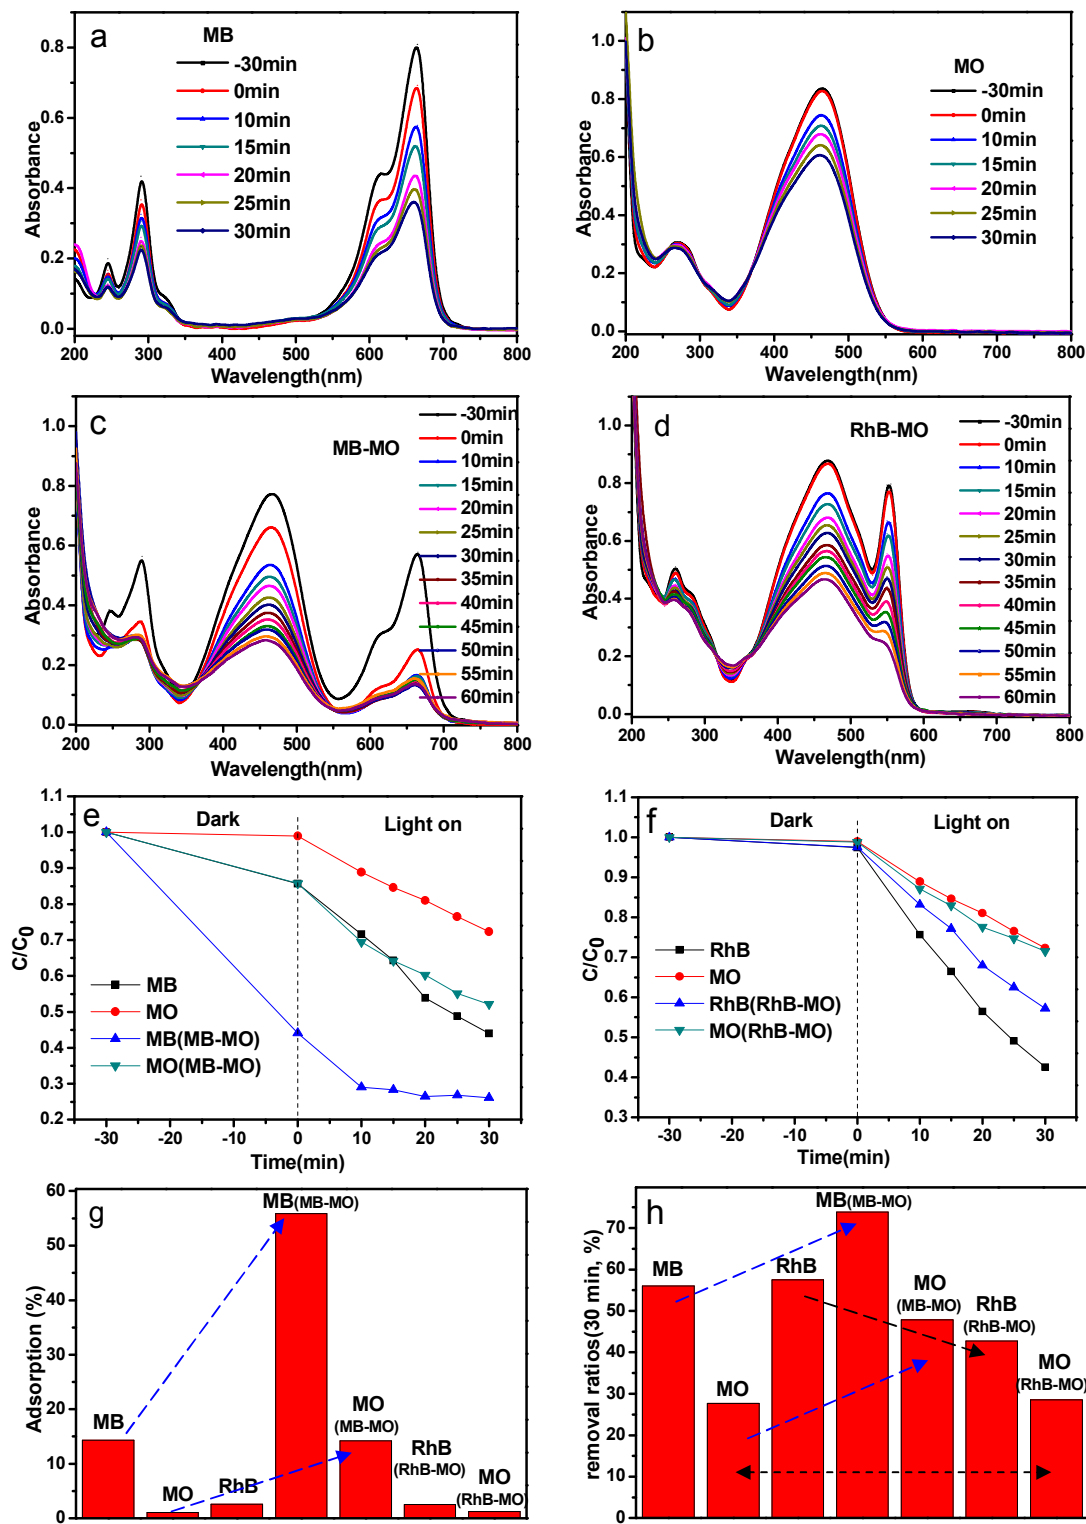 a
MB
-30min
0min
10min
15min
20min
25min
30min
0.8
0.6
0.4
0.2
0.0
Absorbance
200 300 400 500 600 700 800
Wavelength(nm)
b
MO
-30min
0min
10min
15min
20min
25min
30min
1.0
0.8
0.6
0.4
0.2
0.0
Absorbance
200 300 400 500 600 700 800
Wavelength(nm)
c
MB-MO
-30min
0min
10min
15min
20min
25min
30min
35min
40min
45min
50min
55min
60min
1.0
0.8
0.6
0.4
0.2
0.0
Absorbance
200 300 400 500 600 700 800
Wavelength(nm)
d
RhB-MO
-30min
0min
10min
15min
20min
25min
30min
35min
40min
45min
50min
55min
60min
1.0
0.8
0.6
0.4
0.2
0.0
Absorbance
200 300 400 500 600 700 800
Wavelength(nm)
e
Dark Light on
1.1
1.0
0.9
0.8
0.7
0.6
0.5
0.4
0.3
0.2
C/C0
MB
MO
MB(MB-MO)
MO(MB-MO)
-30 -20 -10 0 10 20 30
Time(min)
f
Dark Light on
1.1
1.0
0.9
0.8
0.7
0.6
0.5
0.4
0.3
C/C0
RhB
MO
RhB(RhB-MO)
MO(RhB-MO)
-30 -20 -10 0 10 20 30
Time(min)
g
60
50
40
30
20
10
0
Adsorption (%)
MB
MO
RhB
MB(MB-MO)
MO
(MB-MO)
RhB
(RhB-MO)
MO
(RhB-MO)
h
70
60
50
40
30
20
10
0
removal ratios(30 min, %)
MB
MO
RhB
MB(MB-MO)
MO
(MB-MO)
RhB
(RhB-MO)
MO
(RhB-MO)